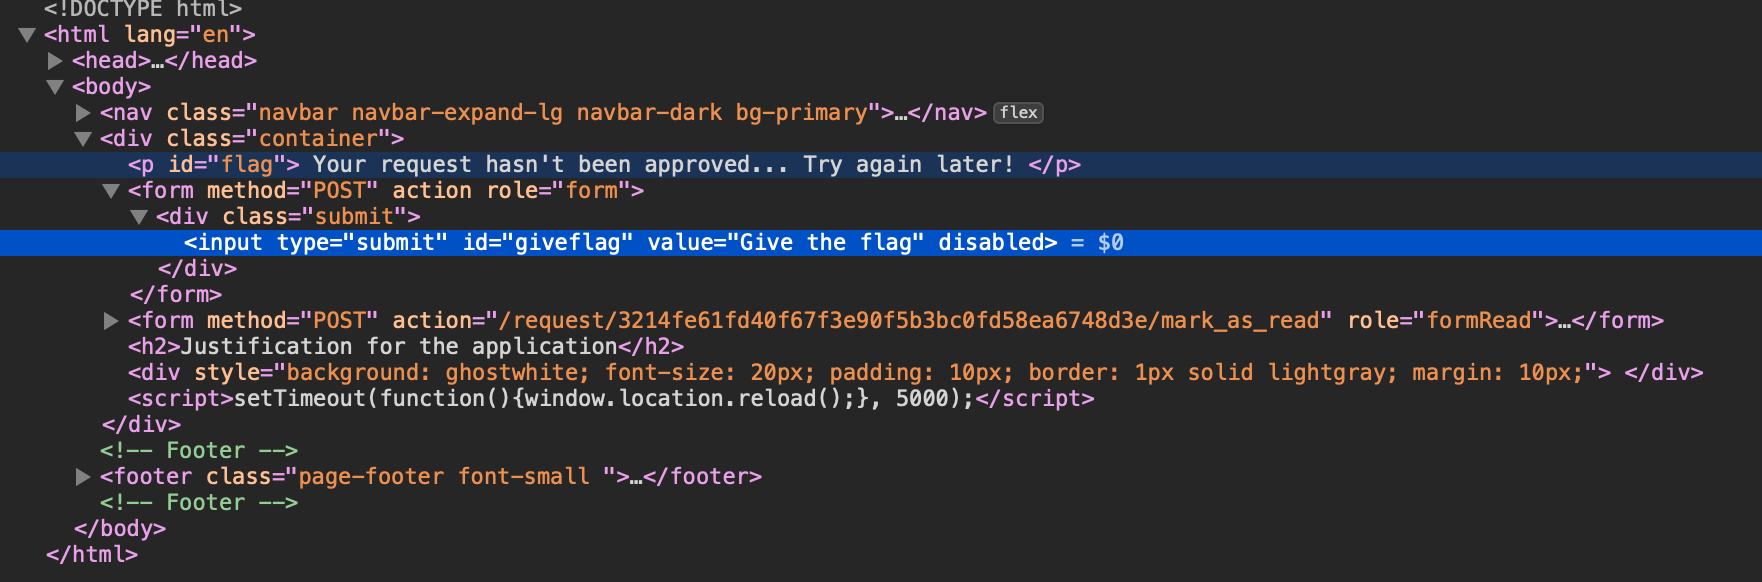 <!DOCTYPE html>
<html lang="en">
<head>…</head>
<body>
<nav class="navbar navbar-expand-lg navbar-dark bg-primary">…</nav> flex
<div class="container">
<p id="flag"> Your request hasn't been approved... Try again later! </p>
<form method="POST" action role="form">
<div class="submit">
<input type="submit" id="giveflag" value="Give the flag" disabled> = $0
</div>
</form>
<form method="POST" action="/request/3214fe61fd40f67f3e90f5b3bc0fd58ea6748d3e/mark_as_read" role="formRead">…</form>
<h2>Justification for the application</h2>
<div style="background: ghostwhite; font-size: 20px; padding: 10px; border: 1px solid lightgray; margin: 10px;"> </div>
<script>setTimeout(function(){window.location.reload();}, 5000);</script>
</div>
<!-- Footer -->
<footer class="page-footer font-small ">…</footer>
<!-- Footer -->
</body>
</html>